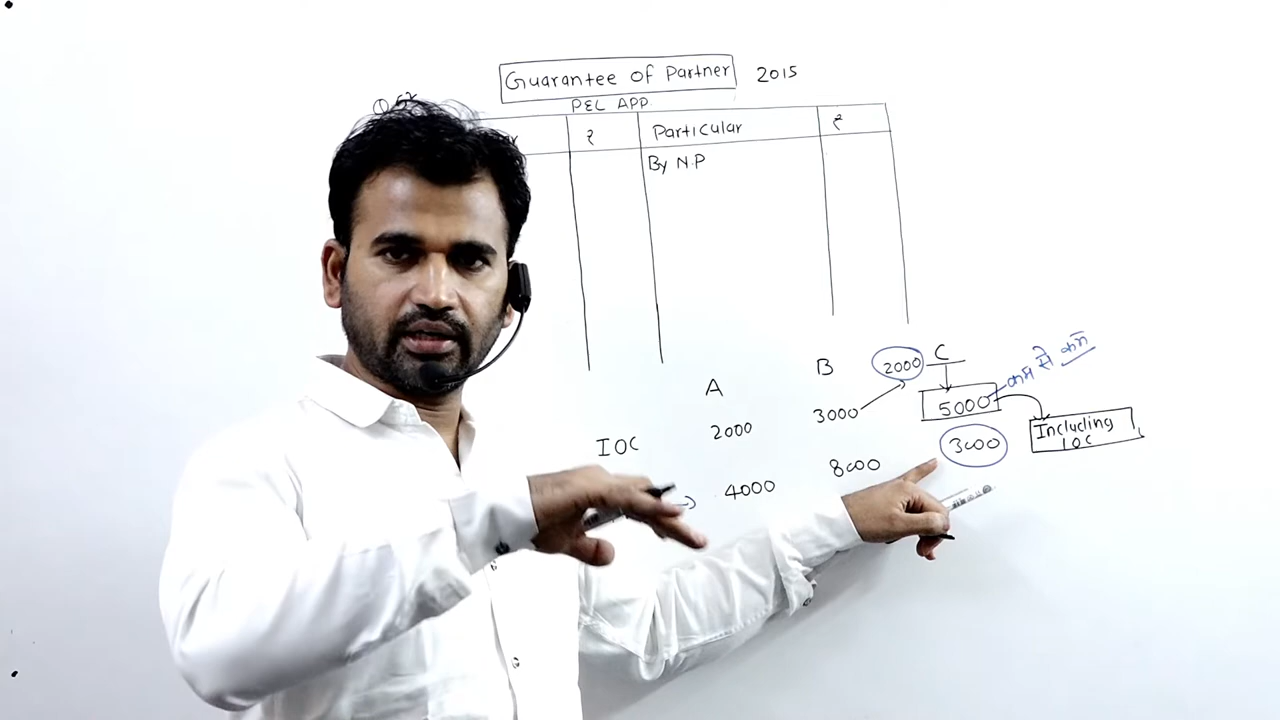 Guarantee of Partner 2015
P&L APP.
₹ Particular ₹
By N.P
A B C
IOC 2000 3000 2000 5000 कम से कम
Including IOC
4000 8000 3000